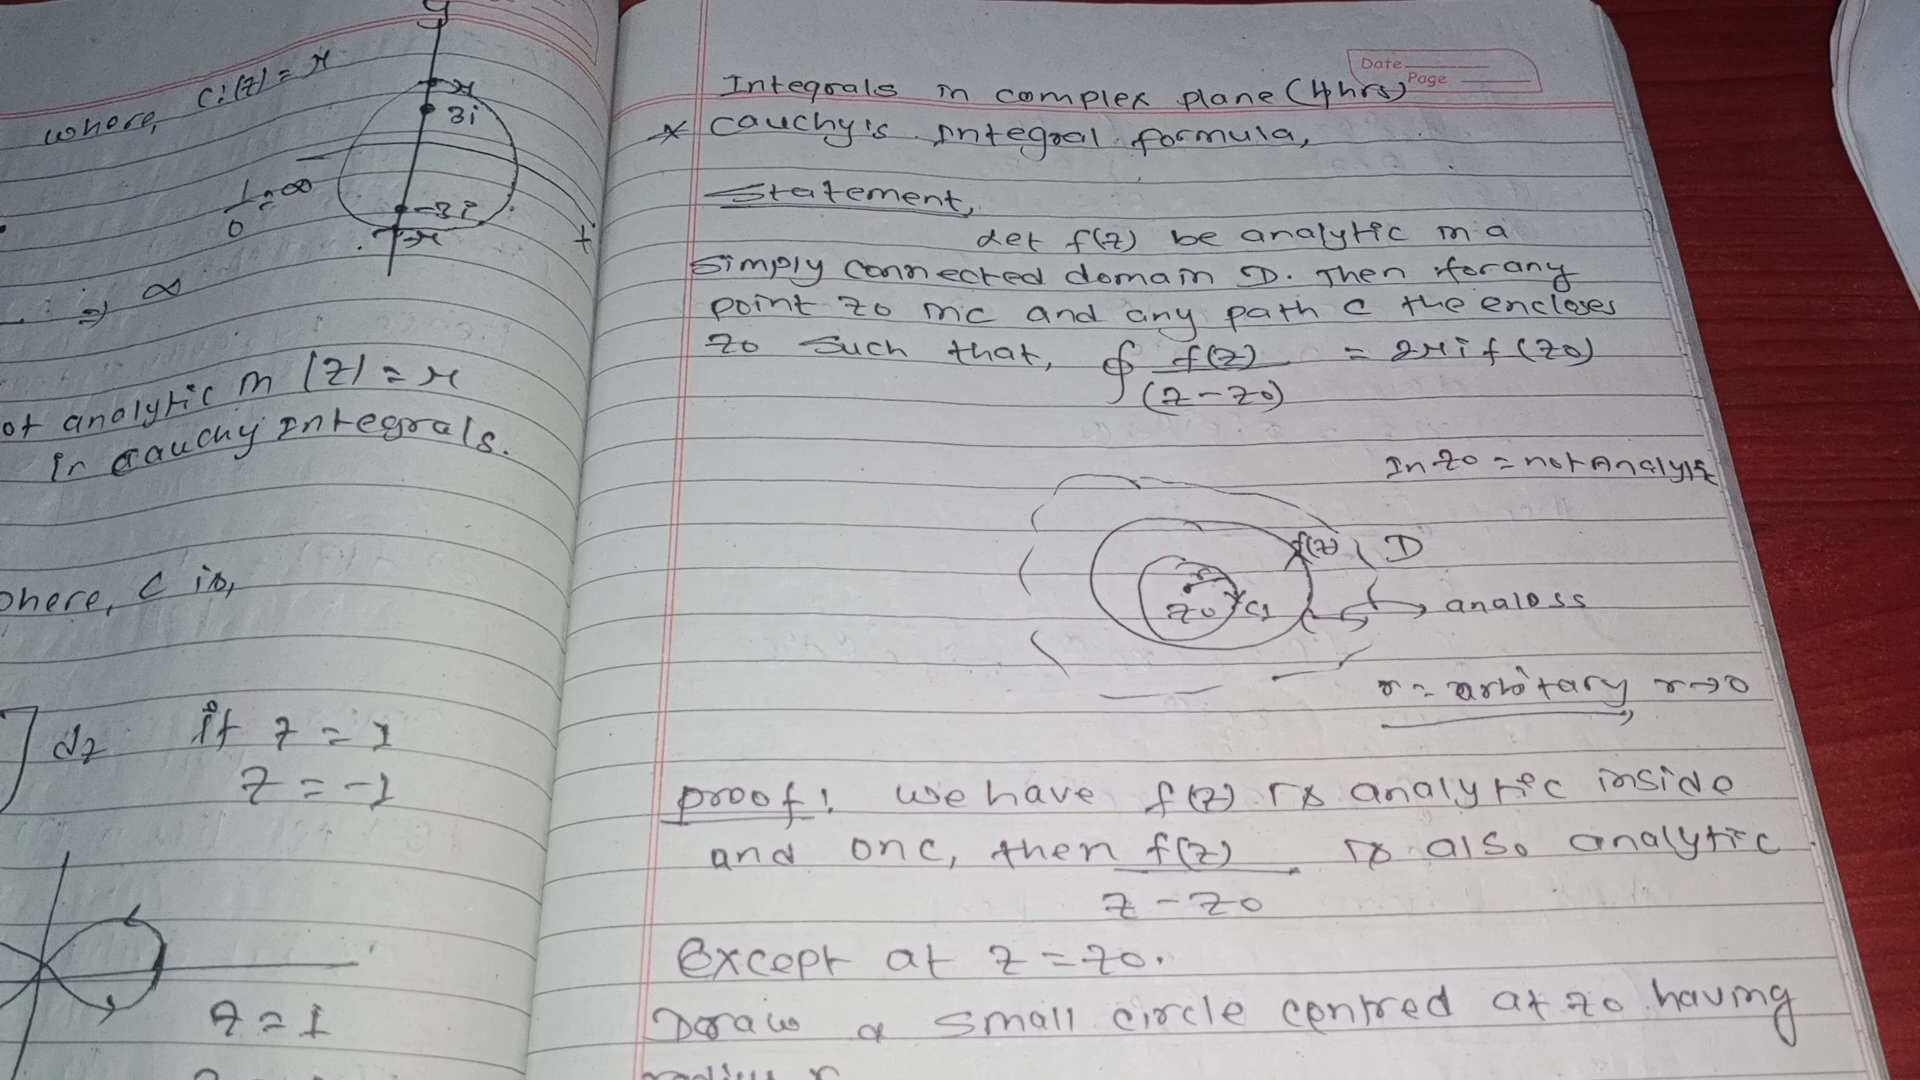 y
where, c:(z) = π
π
3i
1/0 = ∞
-3i
-π
x
⇒ ∞
ot analytic in |z| = π
in cauchy integrals.
where, C is,
] dz if z = 1
z = -1
z = 1
Date
Page
Integrals in complex plane (4hrs)
* Cauchy's Integral formula,
Statement,
Let f(z) be analytic in a
simply connected domain D. Then for any
point z0 in c and any path c the encloses
z0 such that, ∮ f(z)/(z-z0) = 2πi f(z0)
In z0 = not Analytic
f(z) D
z0 C1
r = arbitary r→0
proof: we have f(z) is analytic inside
and on c, then f(z)/z-z0 is also analytic
except at z = z0.
Draw a small circle centred at z0 having
radius r